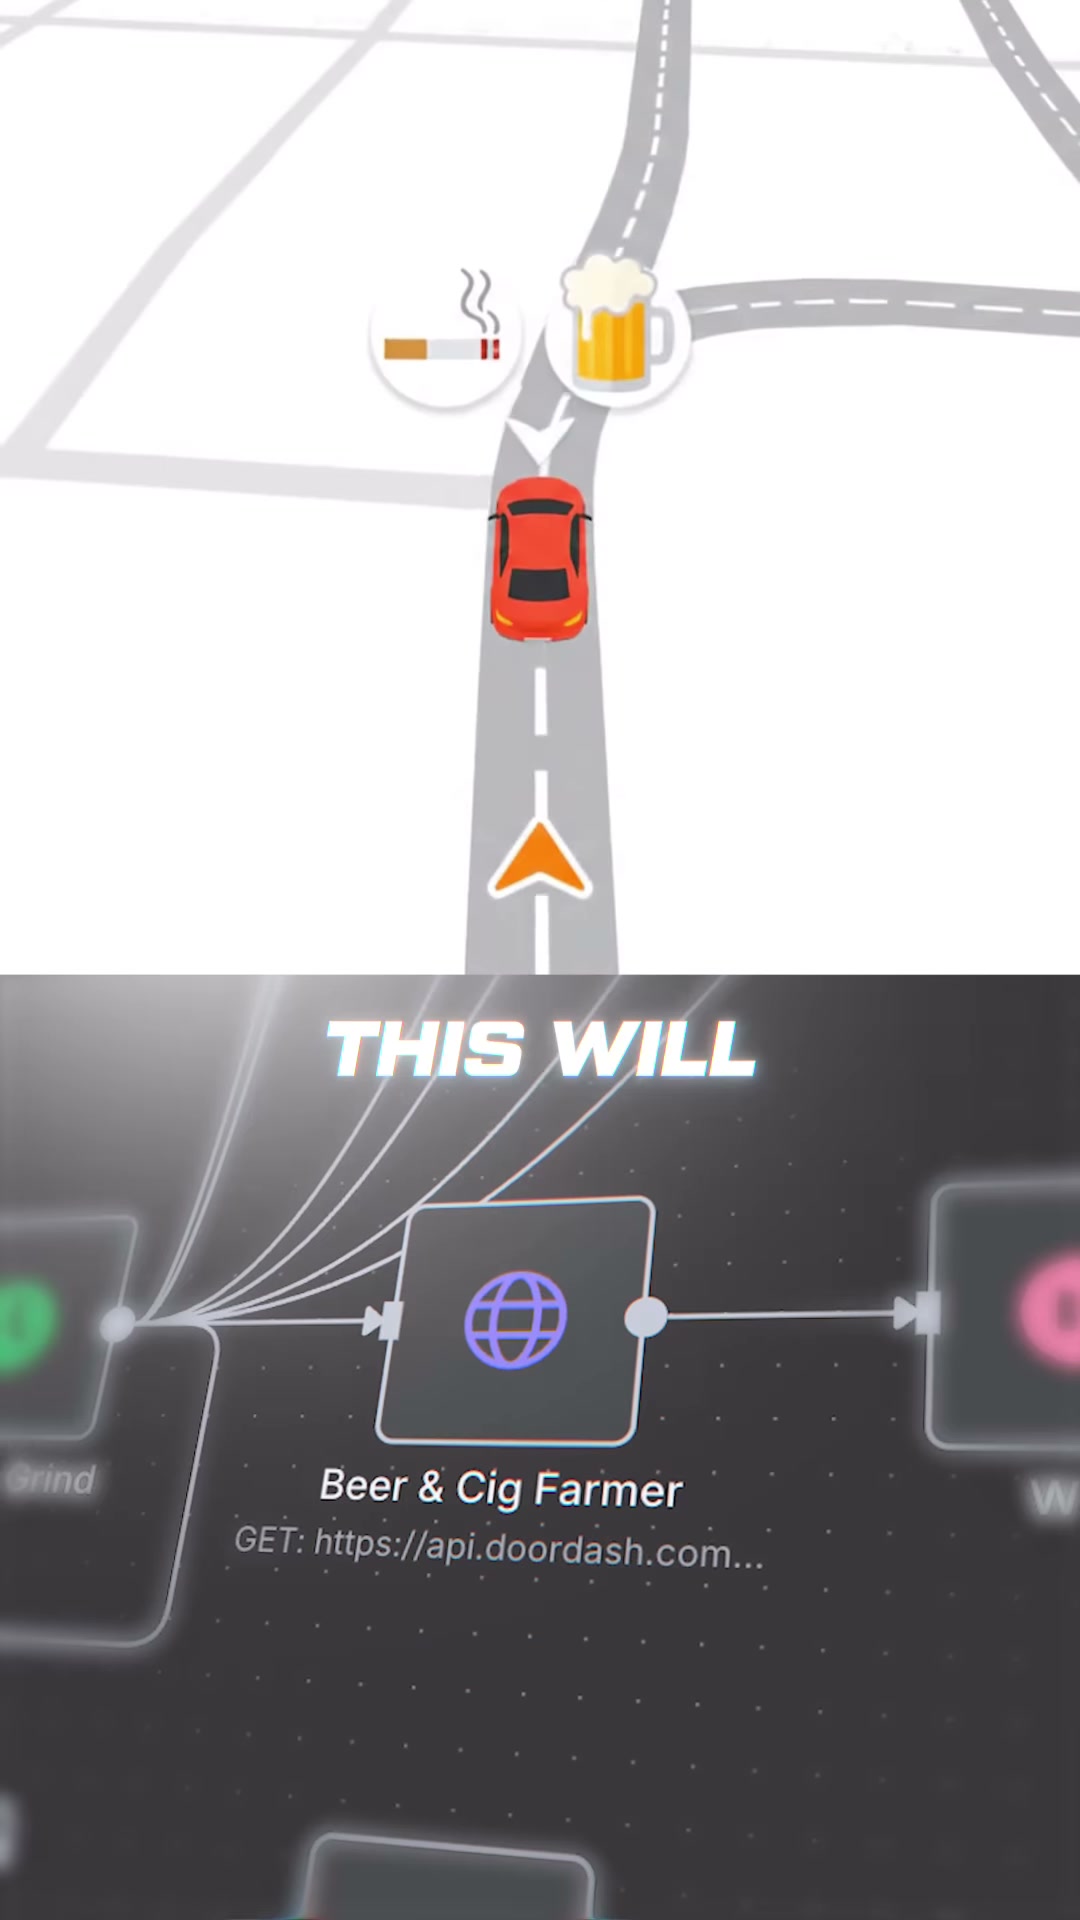 THIS WILL
Grind
Beer & Cig Farmer
GET: https://api.doordash.com...
W